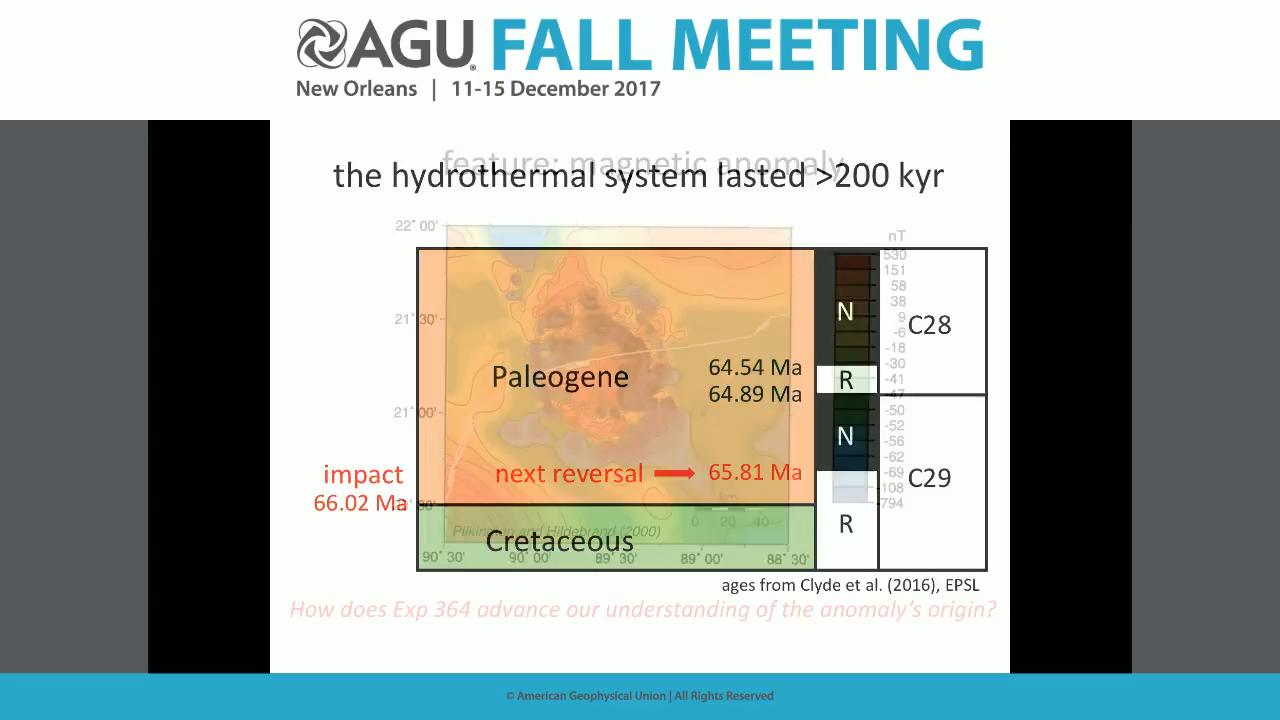 AGU FALL MEETING
New Orleans | 11-15 December 2017
feature: magnetic anomaly
the hydrothermal system lasted >200 kyr
22° 00'
nT
530
151
58
38
21° 30'
N
9
C28
-6
-18
64.54 Ma
-30
Paleogene
R
-41
64.89 Ma
-47
21° 00'
-50
-52
N
-56
-62
impact
next reversal
65.81 Ma
-69
C29
66.02 Ma
-108
km
-794
0 20 40
R
Pilkington and Hildebrand (2000)
Cretaceous
90° 30' 90° 00' 89° 30' 89° 00' 88° 30'
ages from Clyde et al. (2016), EPSL
How does Exp 364 advance our understanding of the anomaly's origin?
© American Geophysical Union | All Rights Reserved